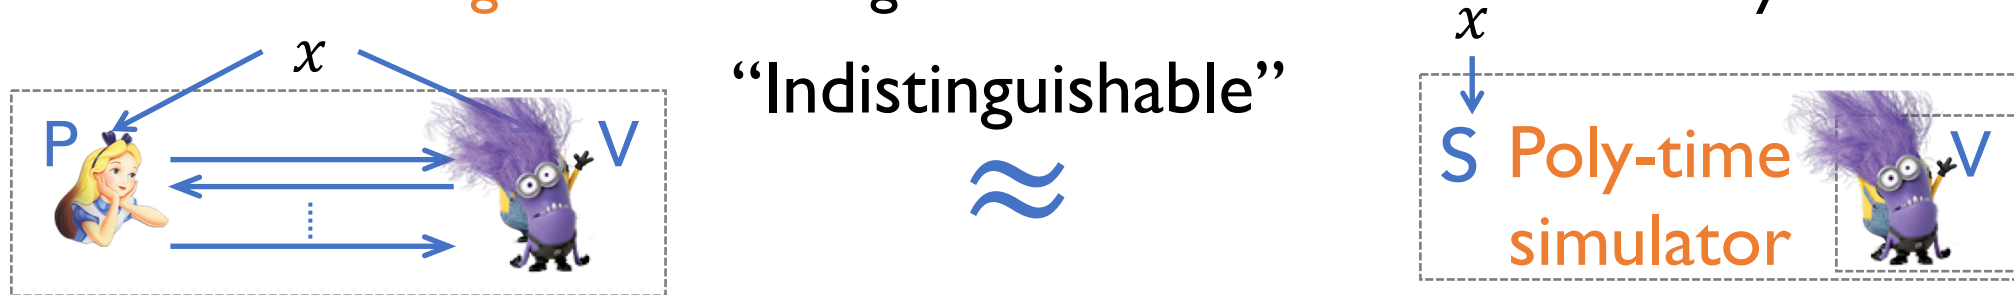 x
x
“Indistinguishable”
P
V
≈
S
Poly-time
simulator
V